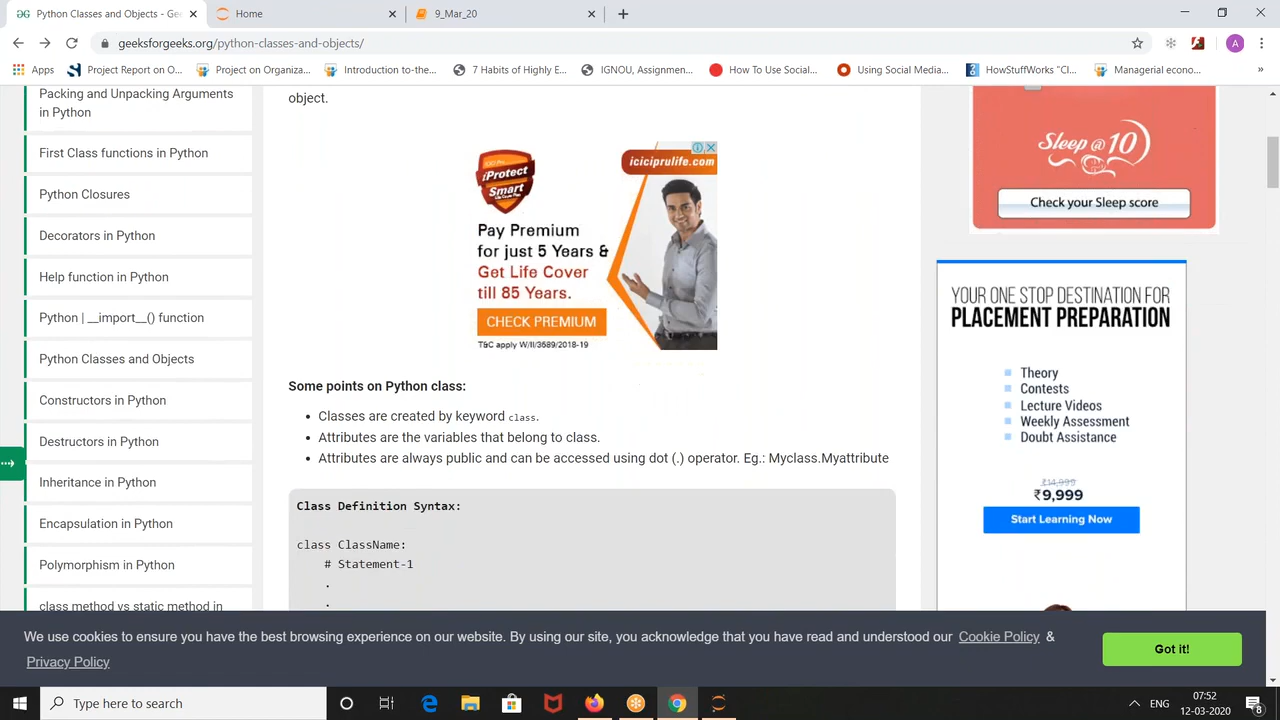 Python Classes and Objects - Gee
Home
9_Mar_20
geeksforgeeks.org/python-classes-and-objects/
A
Apps
Project Report on O...
Project on Organiza...
Introduction to-the...
7 Habits of Highly E...
IGNOU, Assignmen...
How To Use Social...
Using Social Media...
HowStuffWorks "Cl...
Managerial econo...
»
Packing and Unpacking Arguments
in Python
First Class functions in Python
Python Closures
Decorators in Python
Help function in Python
Python | __import__() function
Python Classes and Objects
Constructors in Python
Destructors in Python
Inheritance in Python
Encapsulation in Python
Polymorphism in Python
class method vs static method in
object.
iProtect
Smart
iciciprulife.com
Pay Premium
for just 5 Years &
Get Life Cover
till 85 Years.
CHECK PREMIUM
T&C apply W/II/3689/2018-19
Some points on Python class:
• Classes are created by keyword class.
• Attributes are the variables that belong to class.
• Attributes are always public and can be accessed using dot (.) operator. Eg.: Myclass.Myattribute
Class Definition Syntax:
class ClassName:
# Statement-1
.
.
Sleep @ 10
Check your Sleep score
YOUR ONE STOP DESTINATION FOR
PLACEMENT PREPARATION
Theory
Contests
Lecture Videos
Weekly Assessment
Doubt Assistance
₹14,999
₹9,999
Start Learning Now
We use cookies to ensure you have the best browsing experience on our website. By using our site, you acknowledge that you have read and understood our Cookie Policy &
Privacy Policy
Got it!
Type here to search
ENG
07:52
12-03-2020
8